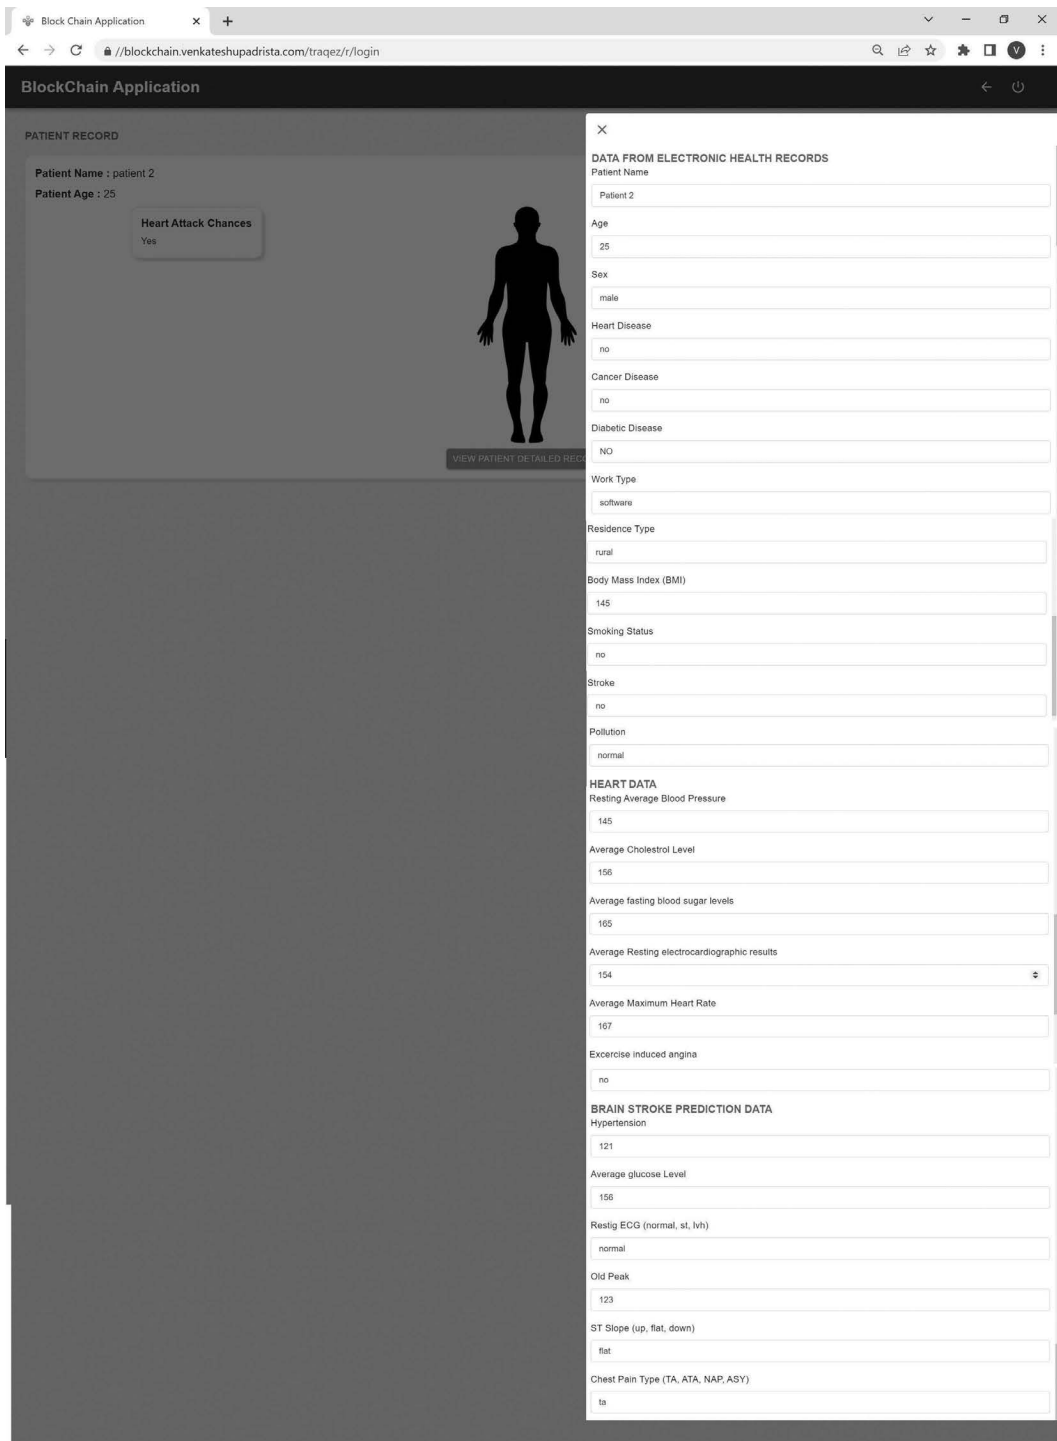 Block Chain Application
//blockchain.venkateshupadrista.com/traqez/r/login
V
BlockChain Application
PATIENT RECORD
Patient Name : patient 2
Patient Age : 25
Heart Attack Chances
Yes
VIEW PATIENT DETAILED RECO
DATA FROM ELECTRONIC HEALTH RECORDS
Patient Name
Patient 2
Age
25
Sex
male
Heart Disease
no
Cancer Disease
no
Diabetic Disease
NO
Work Type
software
Residence Type
rural
Body Mass Index (BMI)
145
Smoking Status
no
Stroke
no
Pollution
normal
HEART DATA
Resting Average Blood Pressure
145
Average Cholestrol Level
156
Average fasting blood sugar levels
165
Average Resting electrocardiographic results
154
Average Maximum Heart Rate
167
Excercise induced angina
no
BRAIN STROKE PREDICTION DATA
Hypertension
121
Average glucose Level
156
Restig ECG (normal, st, lvh)
normal
Old Peak
123
ST Slope (up, flat, down)
flat
Chest Pain Type (TA, ATA, NAP, ASY)
ta